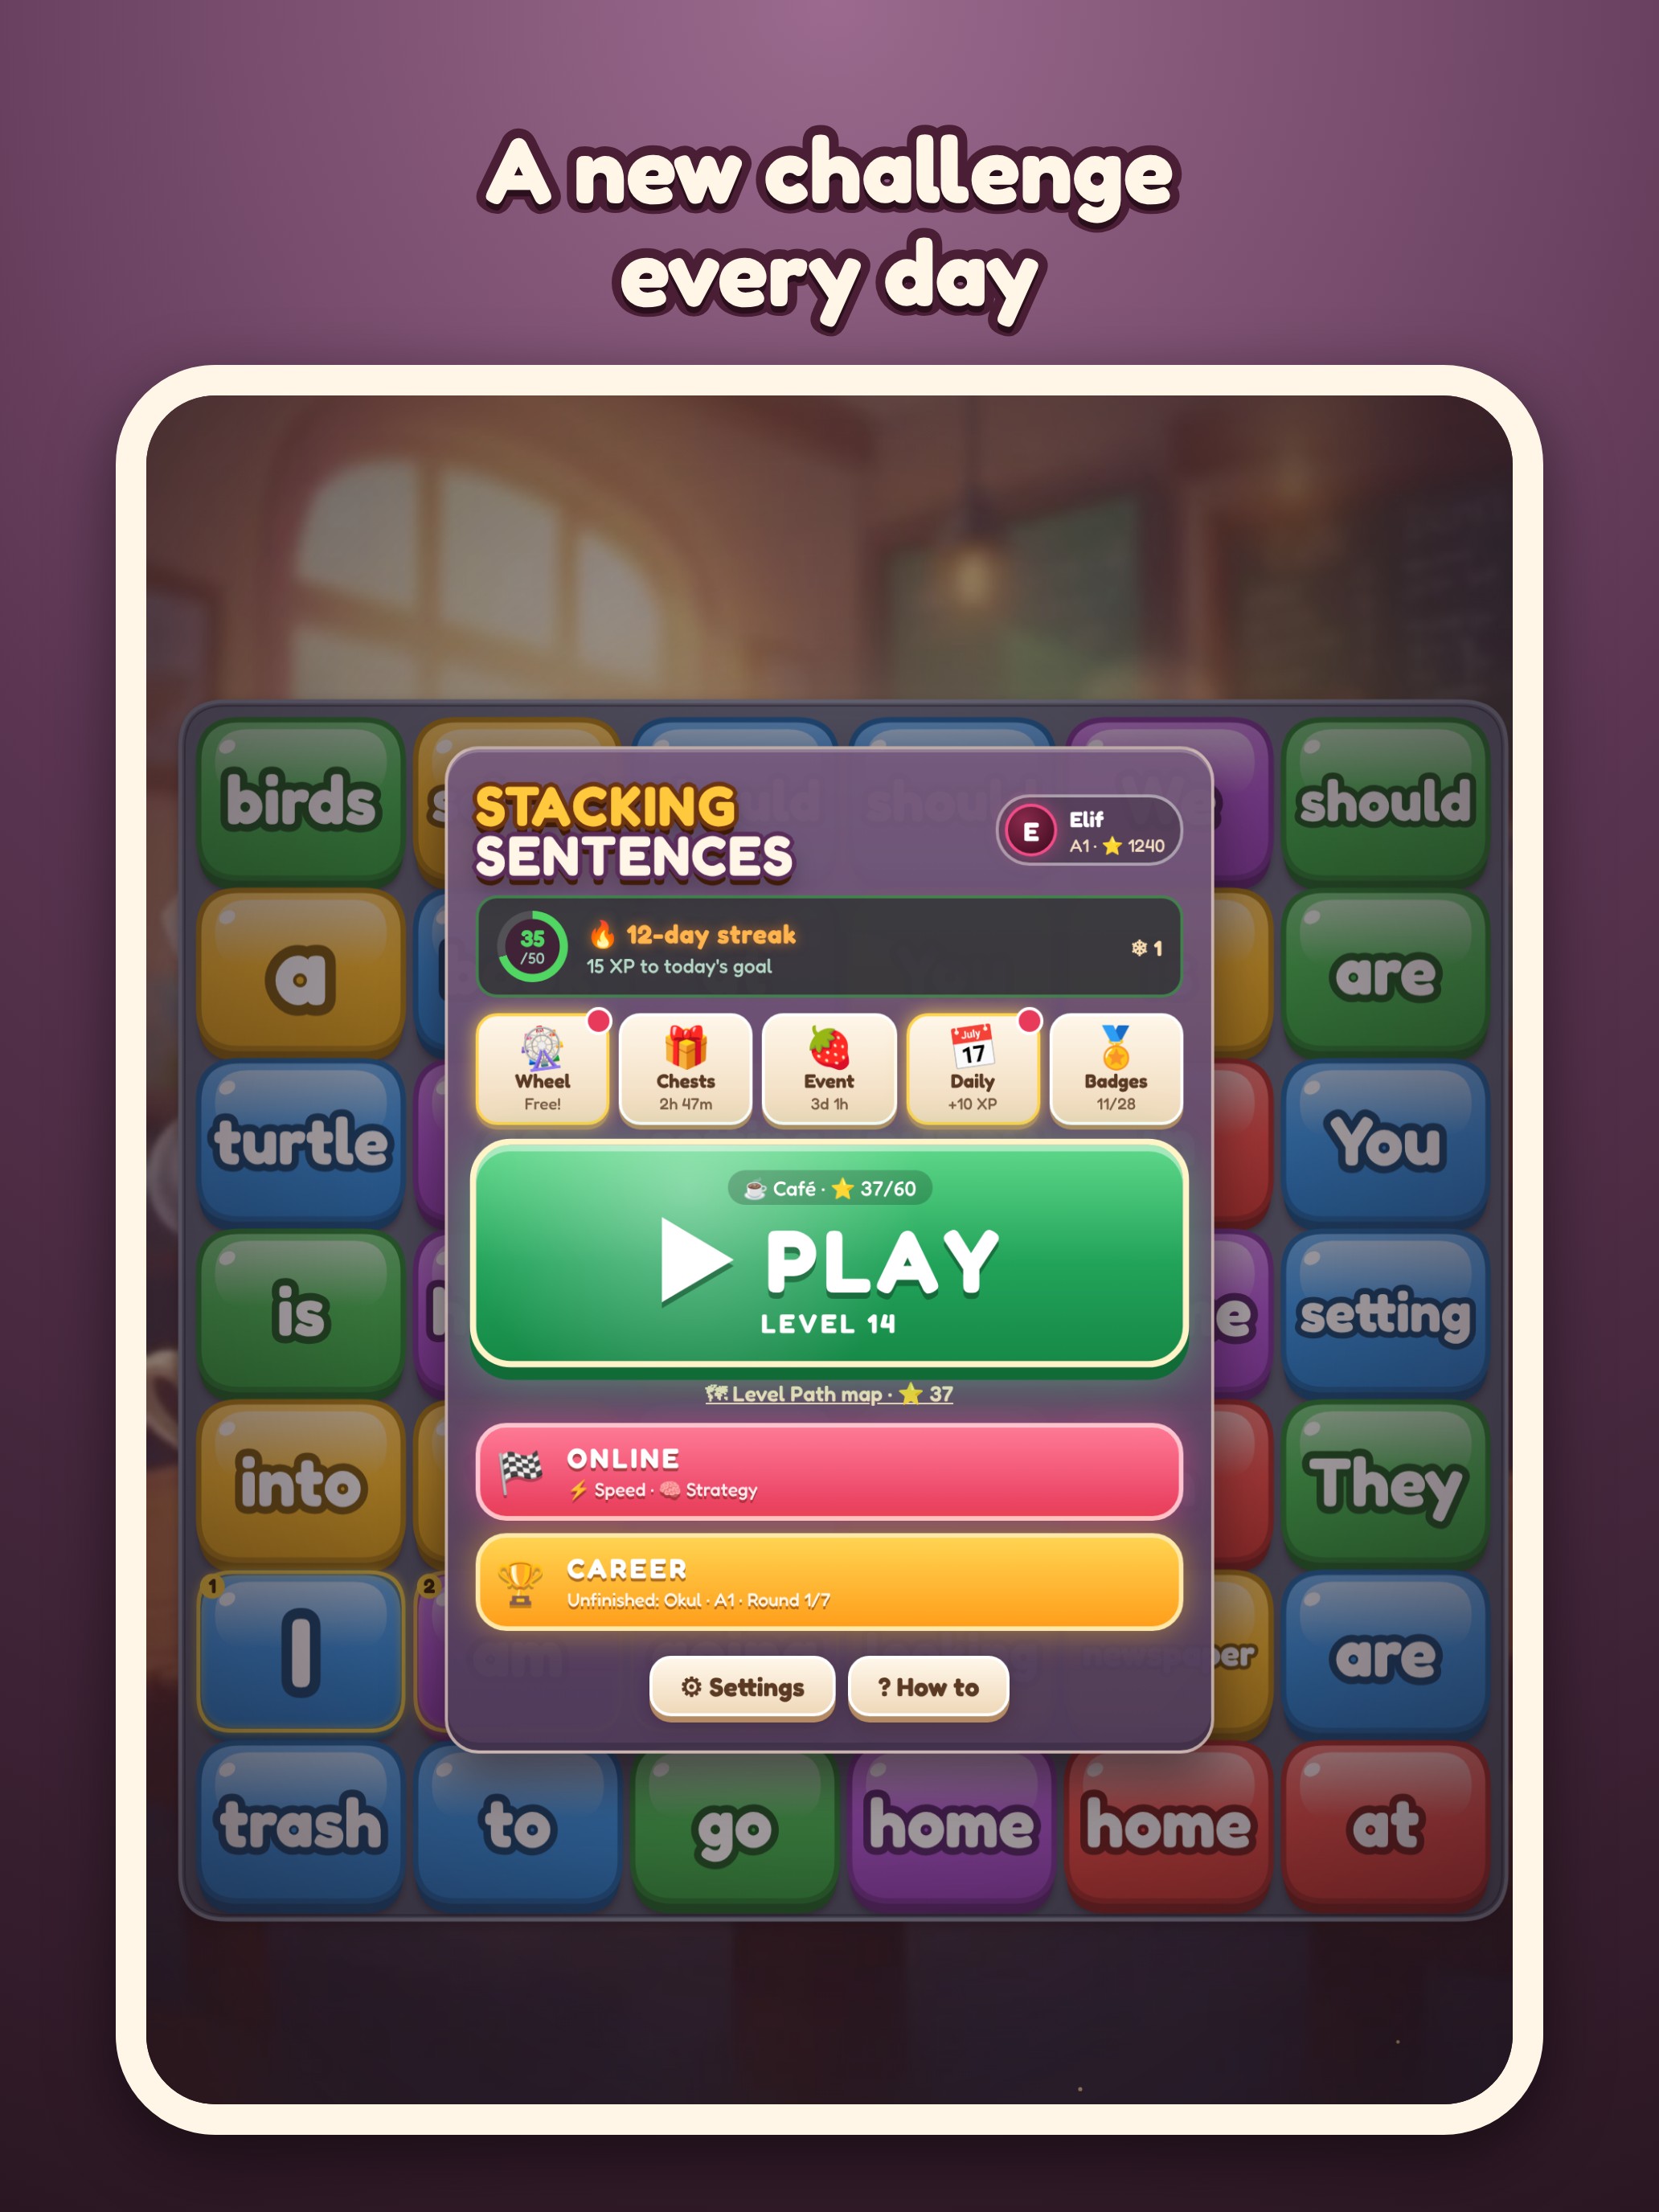 A new challenge
every day
birds
should
STACKING
SENTENCES
E
Elif
A1 · ⭐ 1240
a
35
/50
🔥 12-day streak
15 XP to today's goal
❄ 1
are
Wheel
Free!
Chests
2h 47m
Event
3d 1h
July
17
Daily
+10 XP
Badges
11/28
turtle
You
☕ Café · ⭐ 37/60
▶ PLAY
LEVEL 14
is
setting
🗺 Level Path map · ⭐ 37
into
ONLINE
⚡ Speed · 🧠 Strategy
They
CAREER
Unfinished: Okul · A1 · Round 1/7
1
2
I
am
newspaper
are
⚙ Settings
? How to
trash
to
go
home
home
at